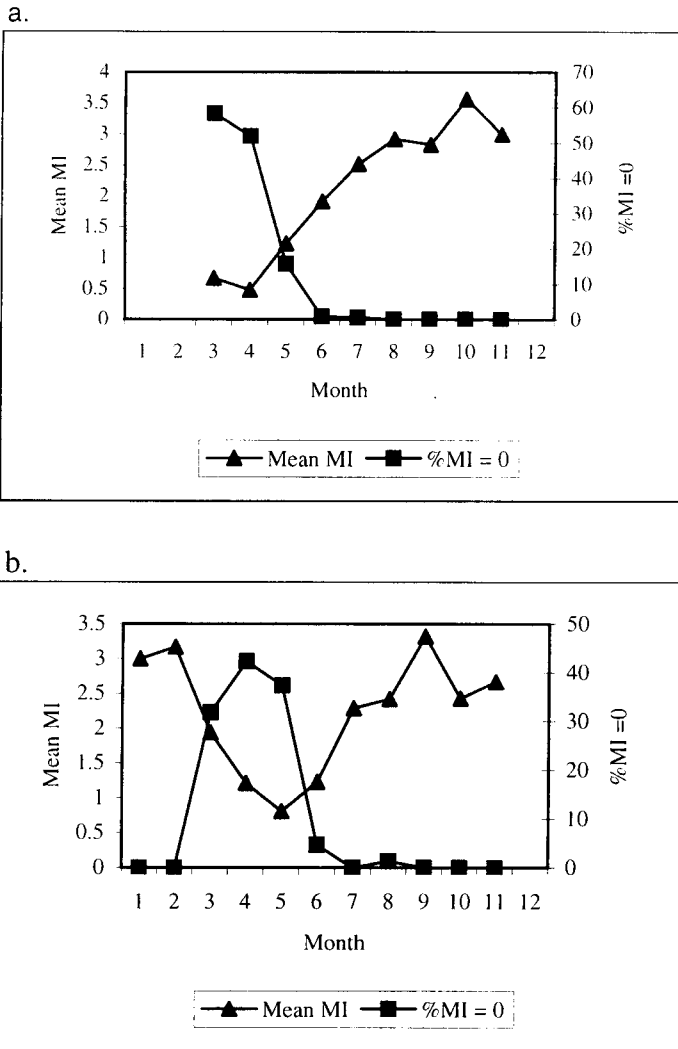 a.
4 70
3.5 60
3 50
2.5 40
2 30
1.5 20
1 10
0.5 0
0
Mean MI
%MI =0
1 2 3 4 5 6 7 8 9 10 11 12
Month
Mean MI %MI = 0
b.
3.5 50
3 40
2.5 30
2 20
1.5 10
1 0
0.5
0
Mean MI
%MI =0
1 2 3 4 5 6 7 8 9 10 11 12
Month
Mean MI %MI = 0